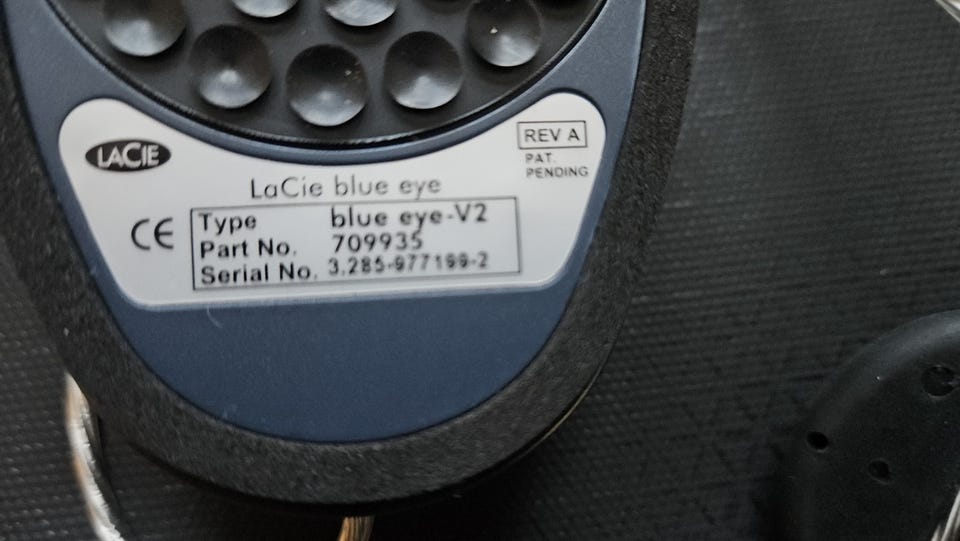 LACIE
REV A
PAT.
PENDING
LaCie blue eye
CE
Type blue eye-V2
Part No. 709935
Serial No. 3.285-977199-2